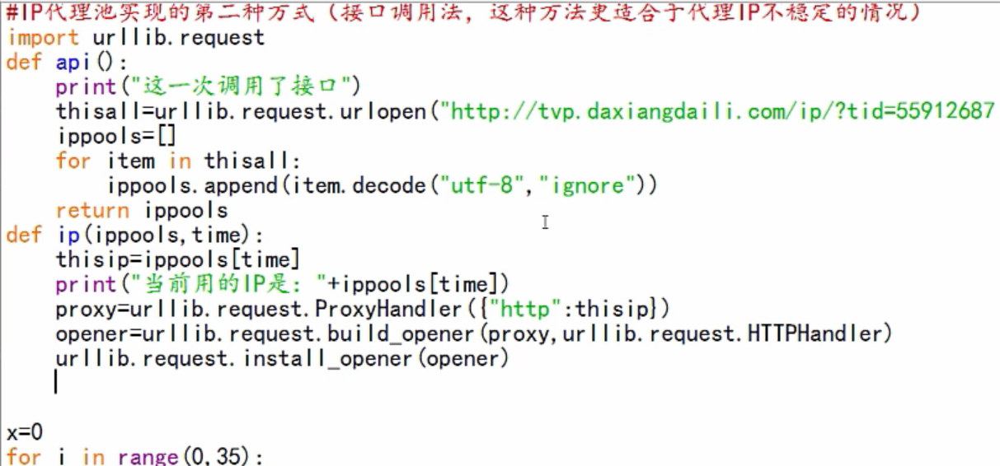 #IP代理池实现的第二种方式（接口调用法，这种方法更适合于代理IP不稳定的情况）
import urllib.request
def api():
    print("这一次调用了接口")
    thisall=urllib.request.urlopen("http://tvp.daxiangdaili.com/ip/?tid=55912687
    ippools=[]
    for item in thisall:
        ippools.append(item.decode("utf-8","ignore"))
    return ippools
def ip(ippools,time):
    thisip=ippools[time]
    print("当前用的IP是："+ippools[time])
    proxy=urllib.request.ProxyHandler({"http":thisip})
    opener=urllib.request.build_opener(proxy,urllib.request.HTTPHandler)
    urllib.request.install_opener(opener)
x=0
for i in range(0,35):